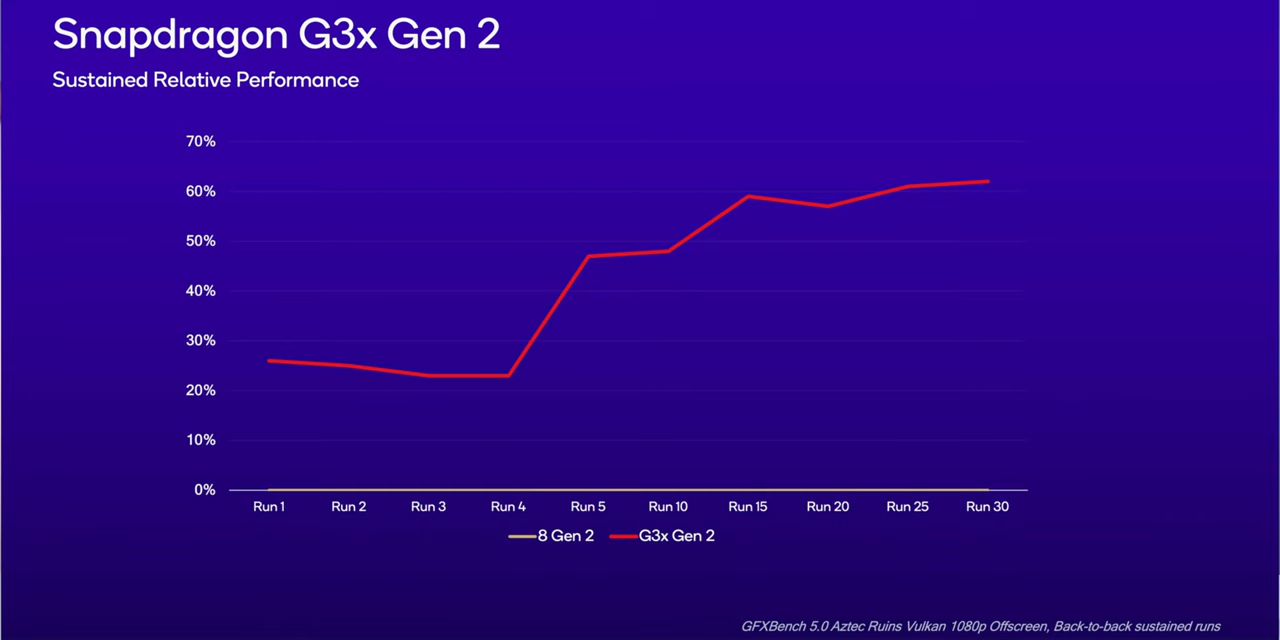 Snapdragon G3x Gen 2
Sustained Relative Performance
70%
60%
50%
40%
30%
20%
10%
0%
Run 1 Run 2 Run 3 Run 4 Run 5 Run 10 Run 15 Run 20 Run 25 Run 30
8 Gen 2 G3x Gen 2
GFXBench 5.0 Aztec Ruins Vulkan 1080p Offscreen, Back-to-back sustained runs